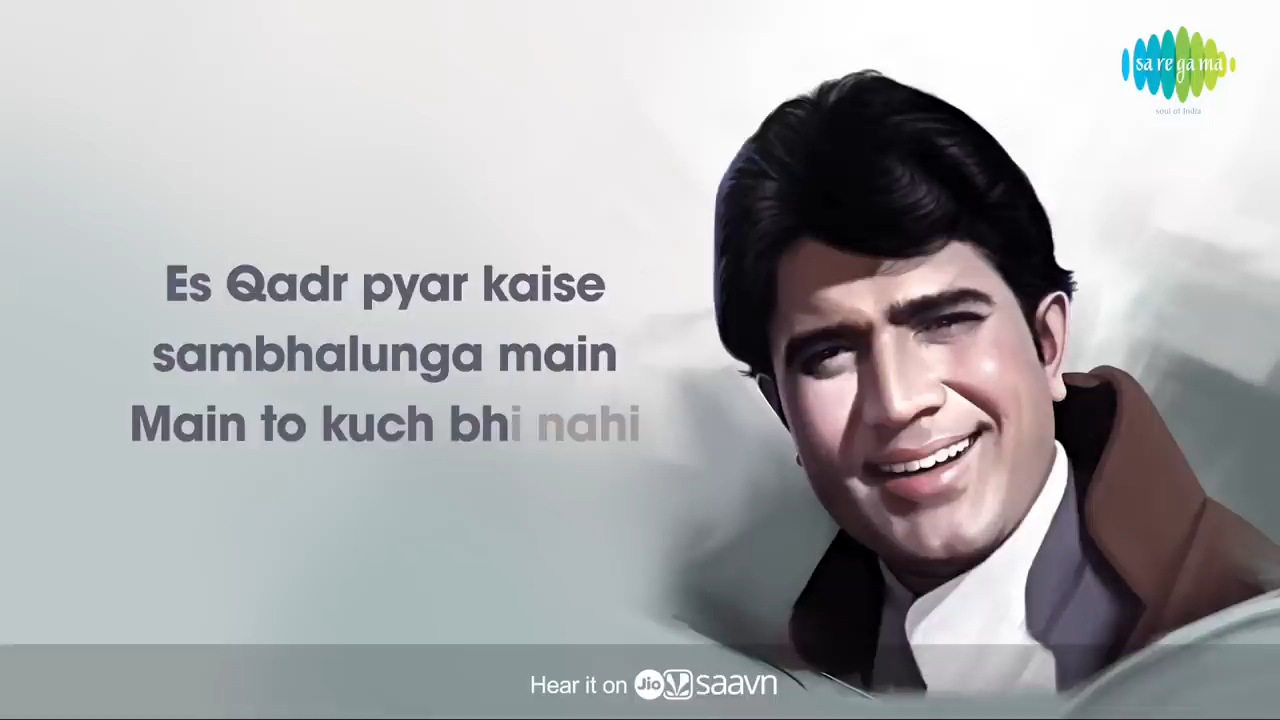 sa re ga ma
soul of India
Es Qadr pyar kaise
sambhalunga main
Main to kuch bhi nahi
Hear it on Jio saavn